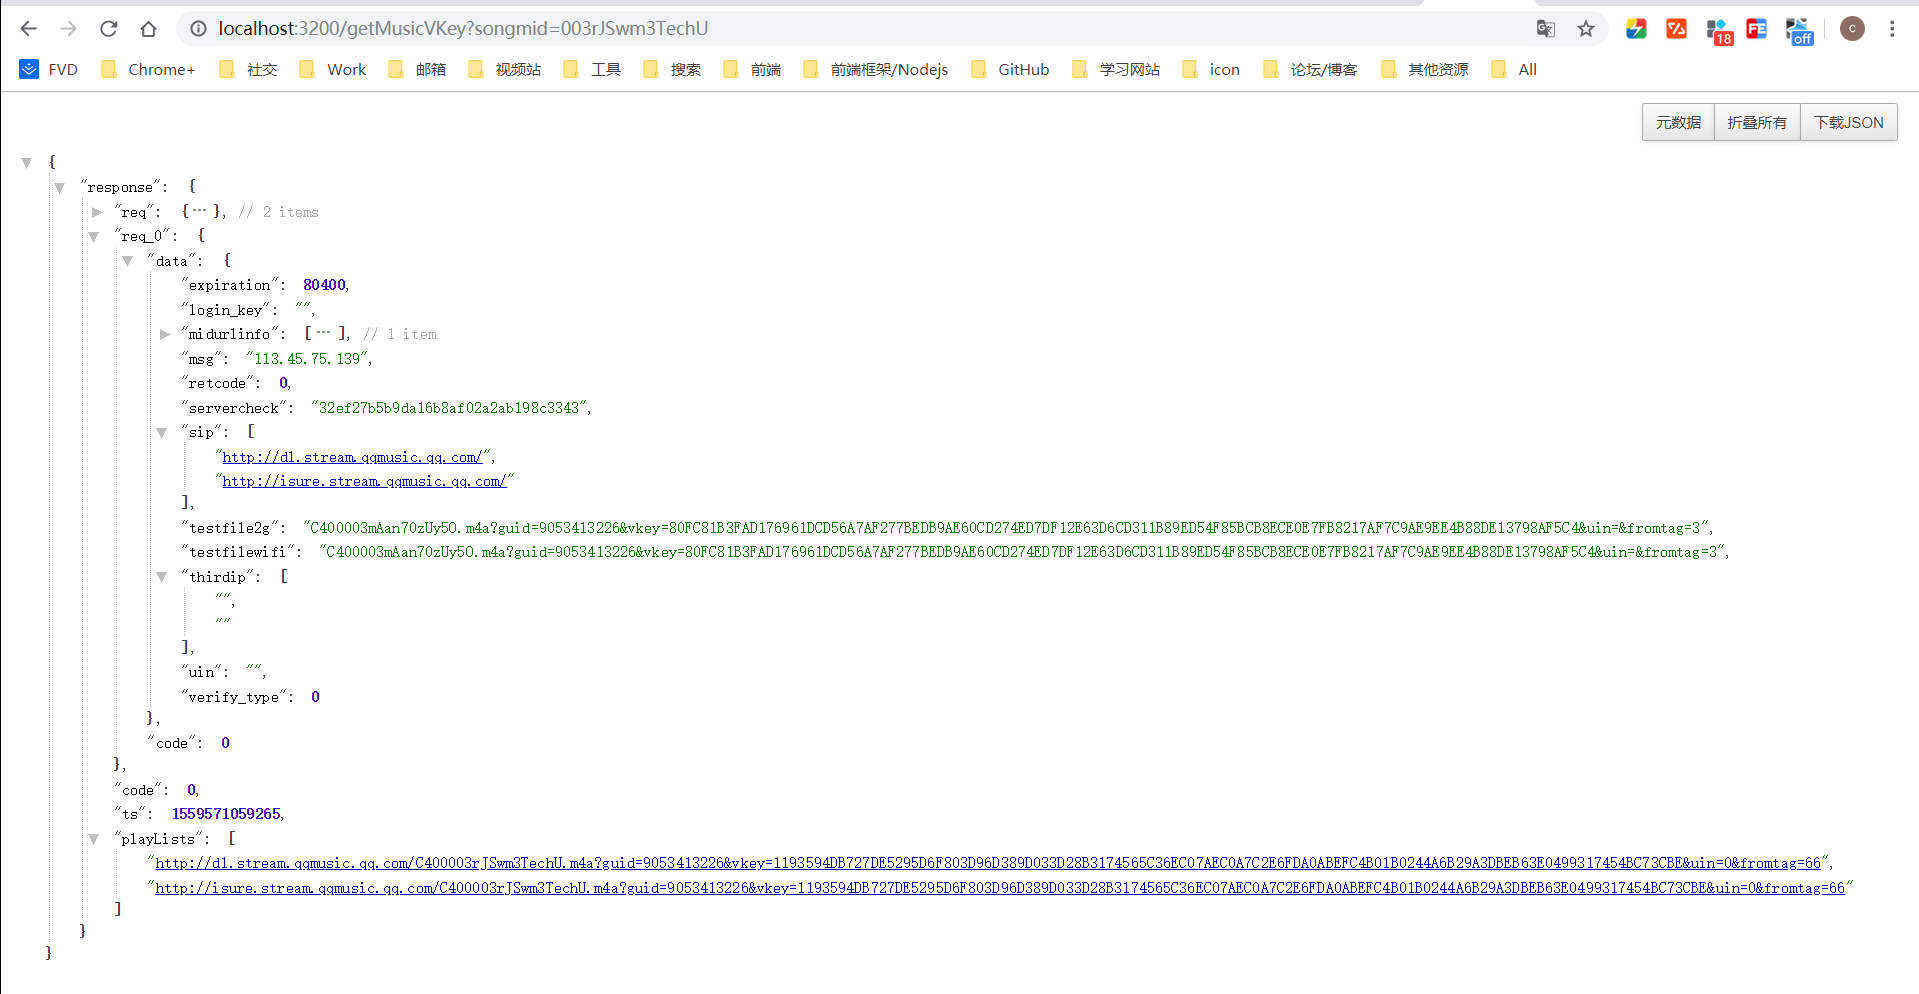 localhost:3200/getMusicVKey?songmid=003rJSwm3TechU
18
FE
off
c
FVD Chrome+ 社交 Work 邮箱 视频站 工具 搜索 前端 前端框架/Nodejs GitHub 学习网站 icon 论坛/博客 其他资源 All
元数据 折叠所有 下载JSON
{
"response": {
"req": {···}, // 2 items
"req_0": {
"data": {
"expiration": 80400,
"login_key": "",
"midurlinfo": [···], // 1 item
"msg": "113.45.75.139",
"retcode": 0,
"servercheck": "32ef27b5b9da16b8af02a2ab198c3343",
"sip": [
"http://dl.stream.qqmusic.qq.com/",
"http://isure.stream.qqmusic.qq.com/"
],
"testfile2g": "C400003mAan70zUy5O.m4a?guid=9053413226&vkey=80FC81B3FAD176961DCD56A7AF277BEDB9AE60CD274ED7DF12E63D6CD311B89ED54F85BCB8ECE0E7FB8217AF7C9AE9EE4B88DE13798AF5C4&uin=&fromtag=3",
"testfilewifi": "C400003mAan70zUy5O.m4a?guid=9053413226&vkey=80FC81B3FAD176961DCD56A7AF277BEDB9AE60CD274ED7DF12E63D6CD311B89ED54F85BCB8ECE0E7FB8217AF7C9AE9EE4B88DE13798AF5C4&uin=&fromtag=3",
"thirdip": [
"",
""
],
"uin": "",
"verify_type": 0
},
"code": 0
},
"code": 0,
"ts": 1559571059265,
"playLists": [
"http://dl.stream.qqmusic.qq.com/C400003rJSwm3TechU.m4a?guid=9053413226&vkey=1193594DB727DE5295D6F803D96D389D033D28B3174565C36EC07AEC0A7C2E6FDA0ABEFC4B01B0244A6B29A3DBEB63E0499317454BC73CBE&uin=0&fromtag=66",
"http://isure.stream.qqmusic.qq.com/C400003rJSwm3TechU.m4a?guid=9053413226&vkey=1193594DB727DE5295D6F803D96D389D033D28B3174565C36EC07AEC0A7C2E6FDA0ABEFC4B01B0244A6B29A3DBEB63E0499317454BC73CBE&uin=0&fromtag=66"
]
}
}